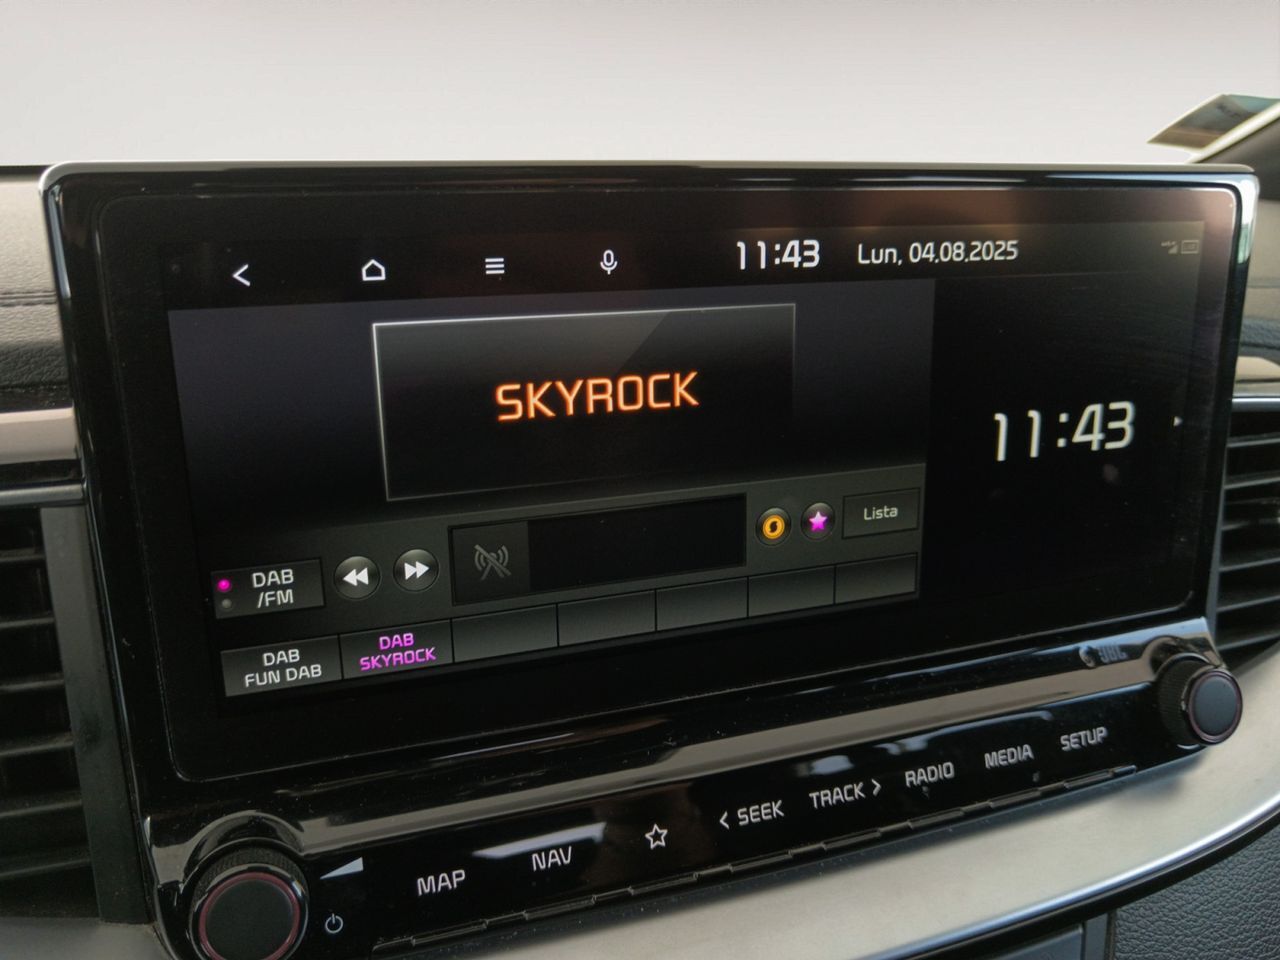 11:43 Lun, 04.08.2025
SKYROCK
11:43
Lista
DAB
/FM
DAB
FUN DAB
DAB
SKYROCK
JBL
MAP NAV < SEEK TRACK > RADIO MEDIA SETUP